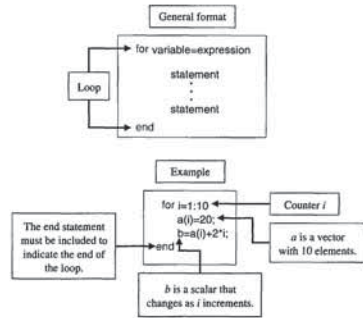 General format
for variable=expression
statement
Loop
statement
end
Example
for i=1:10
Counter i
a(i)=20;
b=a(i)+2*i;
The end statement
must be included to
indicate the end of
the loop.
end
a is a vector
with 10 elements.
b is a scalar that
changes as i increments.